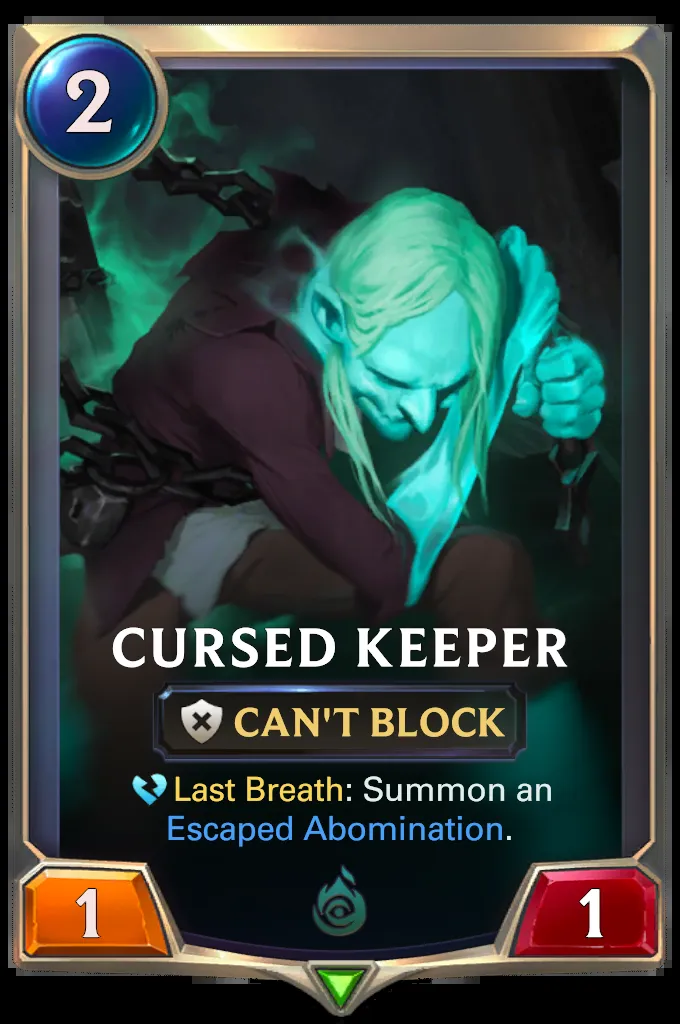 2
CURSED KEEPER
CAN'T BLOCK
Last Breath: Summon an
Escaped Abomination.
1
1